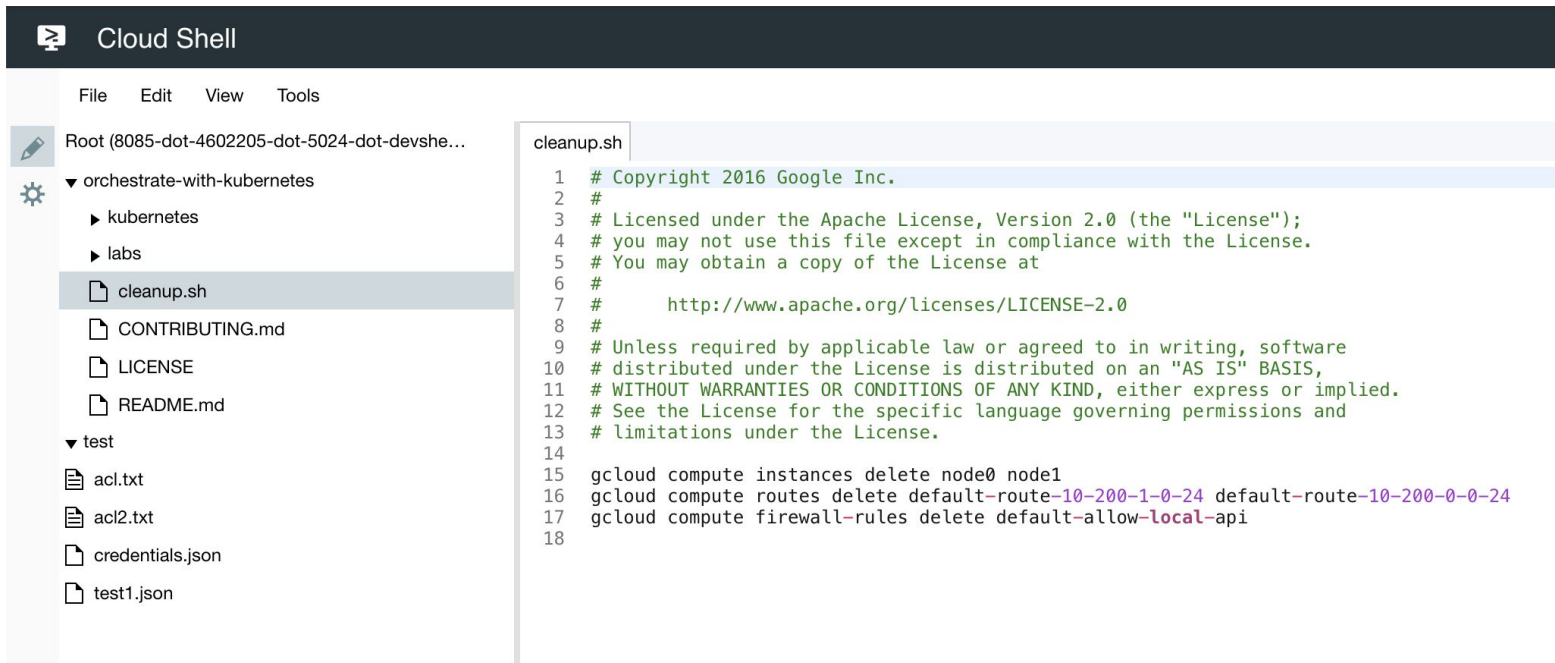 Cloud Shell
File Edit View Tools
Root (8085-dot-4602205-dot-5024-dot-devshe…
orchestrate-with-kubernetes
kubernetes
labs
cleanup.sh
CONTRIBUTING.md
LICENSE
README.md
test
acl.txt
acl2.txt
credentials.json
test1.json
cleanup.sh
1 # Copyright 2016 Google Inc.
2 #
3 # Licensed under the Apache License, Version 2.0 (the "License");
4 # you may not use this file except in compliance with the License.
5 # You may obtain a copy of the License at
6 #
7 #      http://www.apache.org/licenses/LICENSE-2.0
8 #
9 # Unless required by applicable law or agreed to in writing, software
10 # distributed under the License is distributed on an "AS IS" BASIS,
11 # WITHOUT WARRANTIES OR CONDITIONS OF ANY KIND, either express or implied.
12 # See the License for the specific language governing permissions and
13 # limitations under the License.
14
15 gcloud compute instances delete node0 node1
16 gcloud compute routes delete default-route-10-200-1-0-24 default-route-10-200-0-0-24
17 gcloud compute firewall-rules delete default-allow-local-api
18